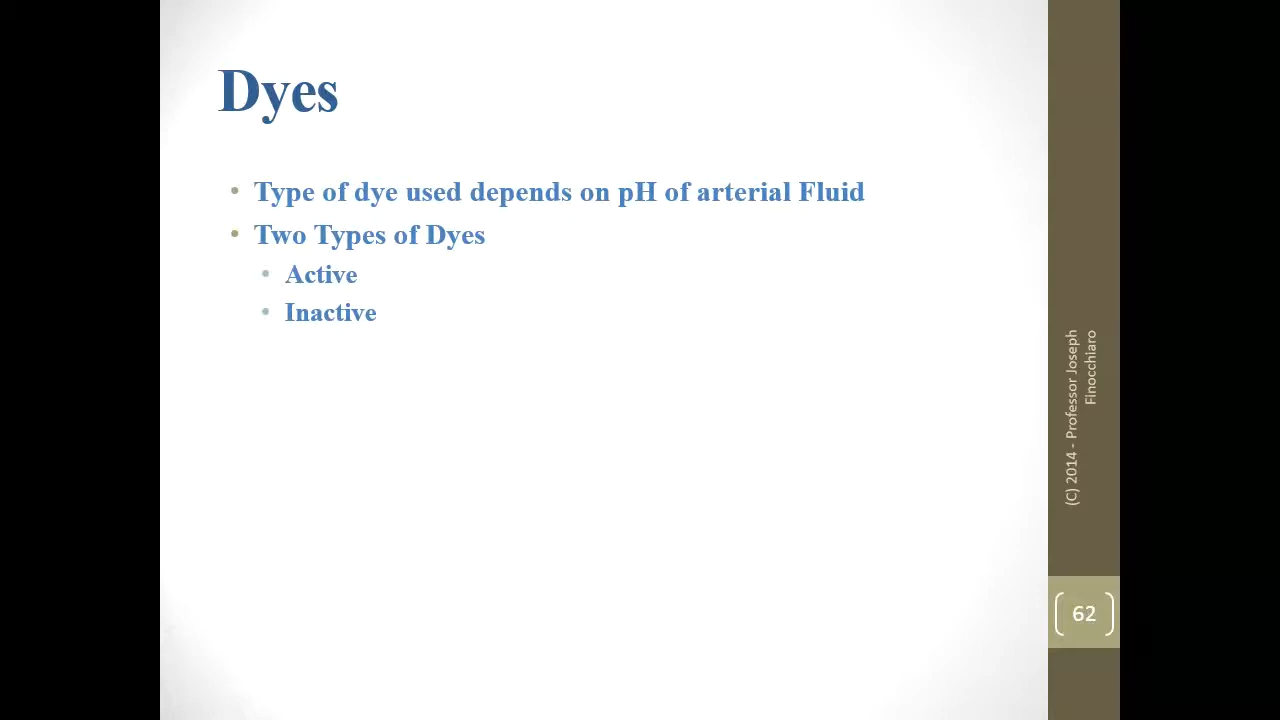 Dyes
• Type of dye used depends on pH of arterial Fluid
• Two Types of Dyes
• Active
• Inactive
(C) 2014 - Professor Joseph
Finocchiaro
62